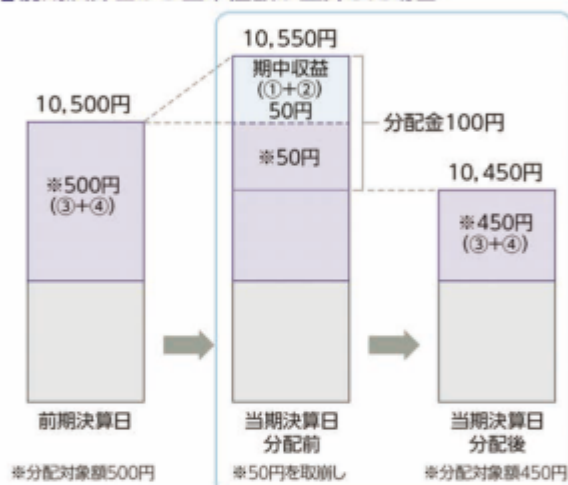 10,550円
期中収益
(①+②)
50円
10,500円
分配金100円
※50円
10,450円
※500円
(③+④)
※450円
(③+④)
前期決算日
当期決算日
分配前
当期決算日
分配後
※分配対象額500円
※50円を取崩し
※分配対象額450円